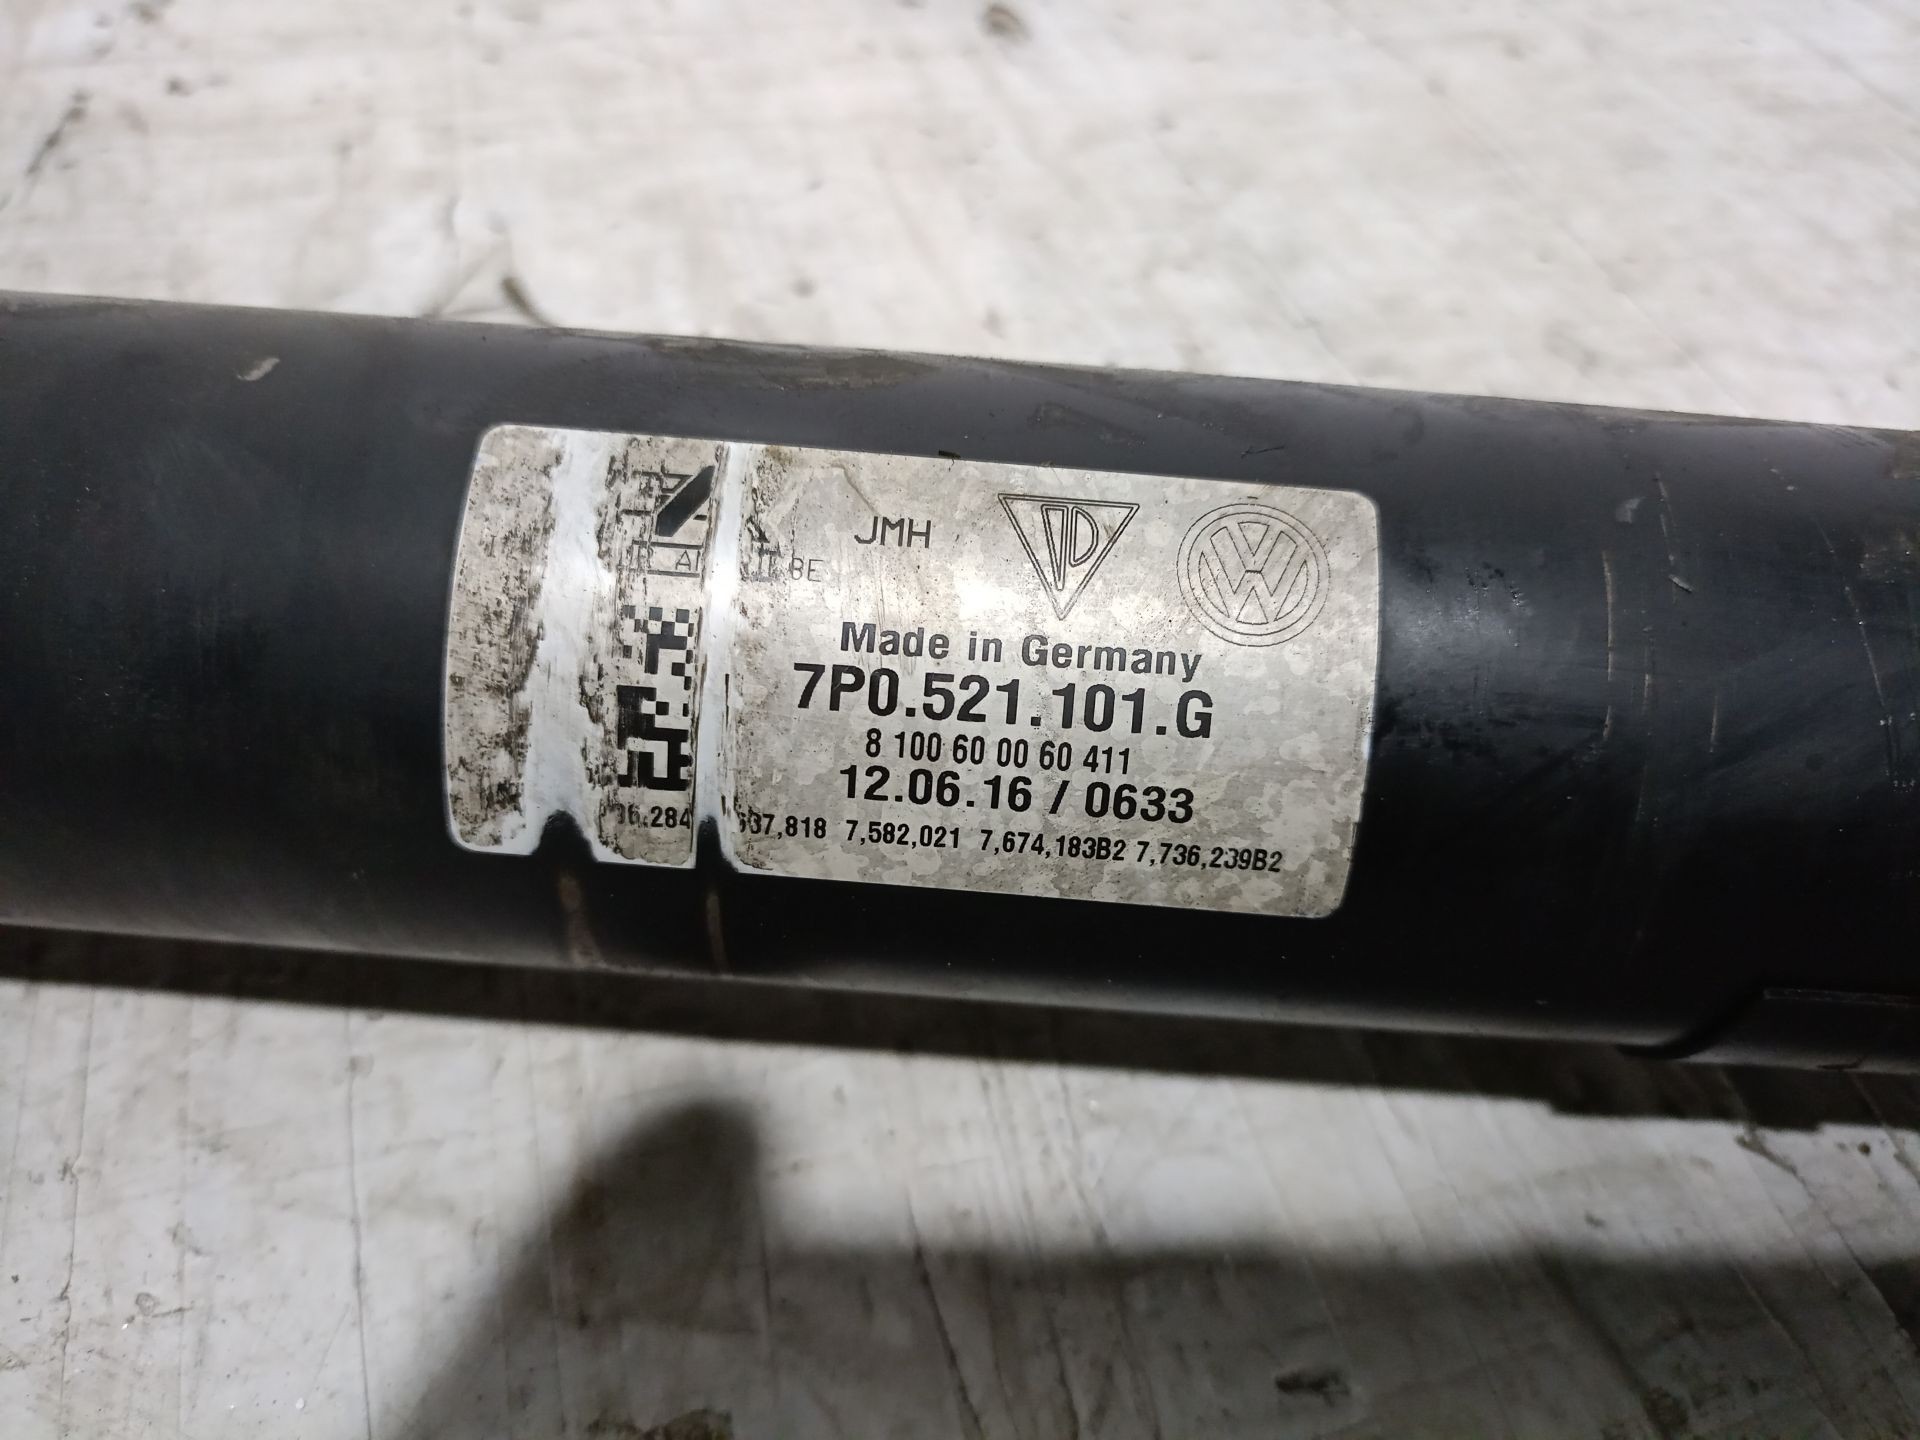 JMH
Made in Germany
7P0.521.101.G
8 100 60 00 60 411
12.06.16 / 0633
7,582,021 7,674,183B2 7,736,239B2